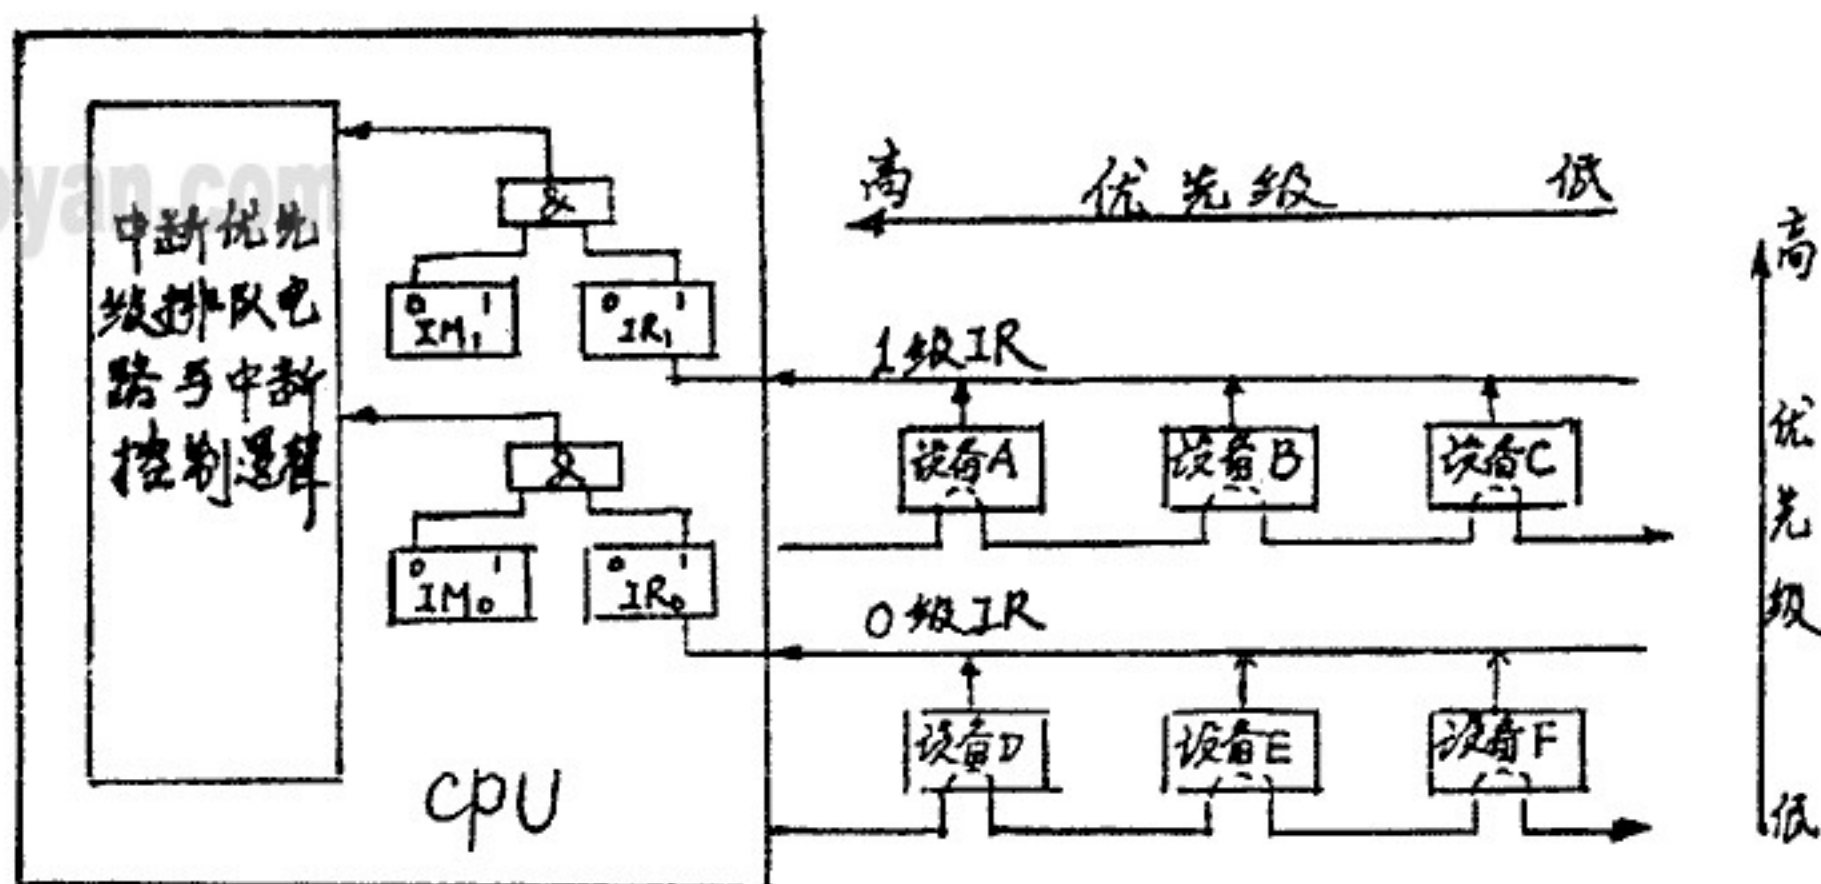 oyan.com
中断优先
级排队电
路与中断
控制逻辑
&
0 1
IM₁
0 1
IR₁
&
0 1
IM₀
0 1
IR₀
CPU
高 优先级 低
1级IR
设备A
设备B
设备C
0级IR
设备D
设备E
设备F
高
优
先
级
低